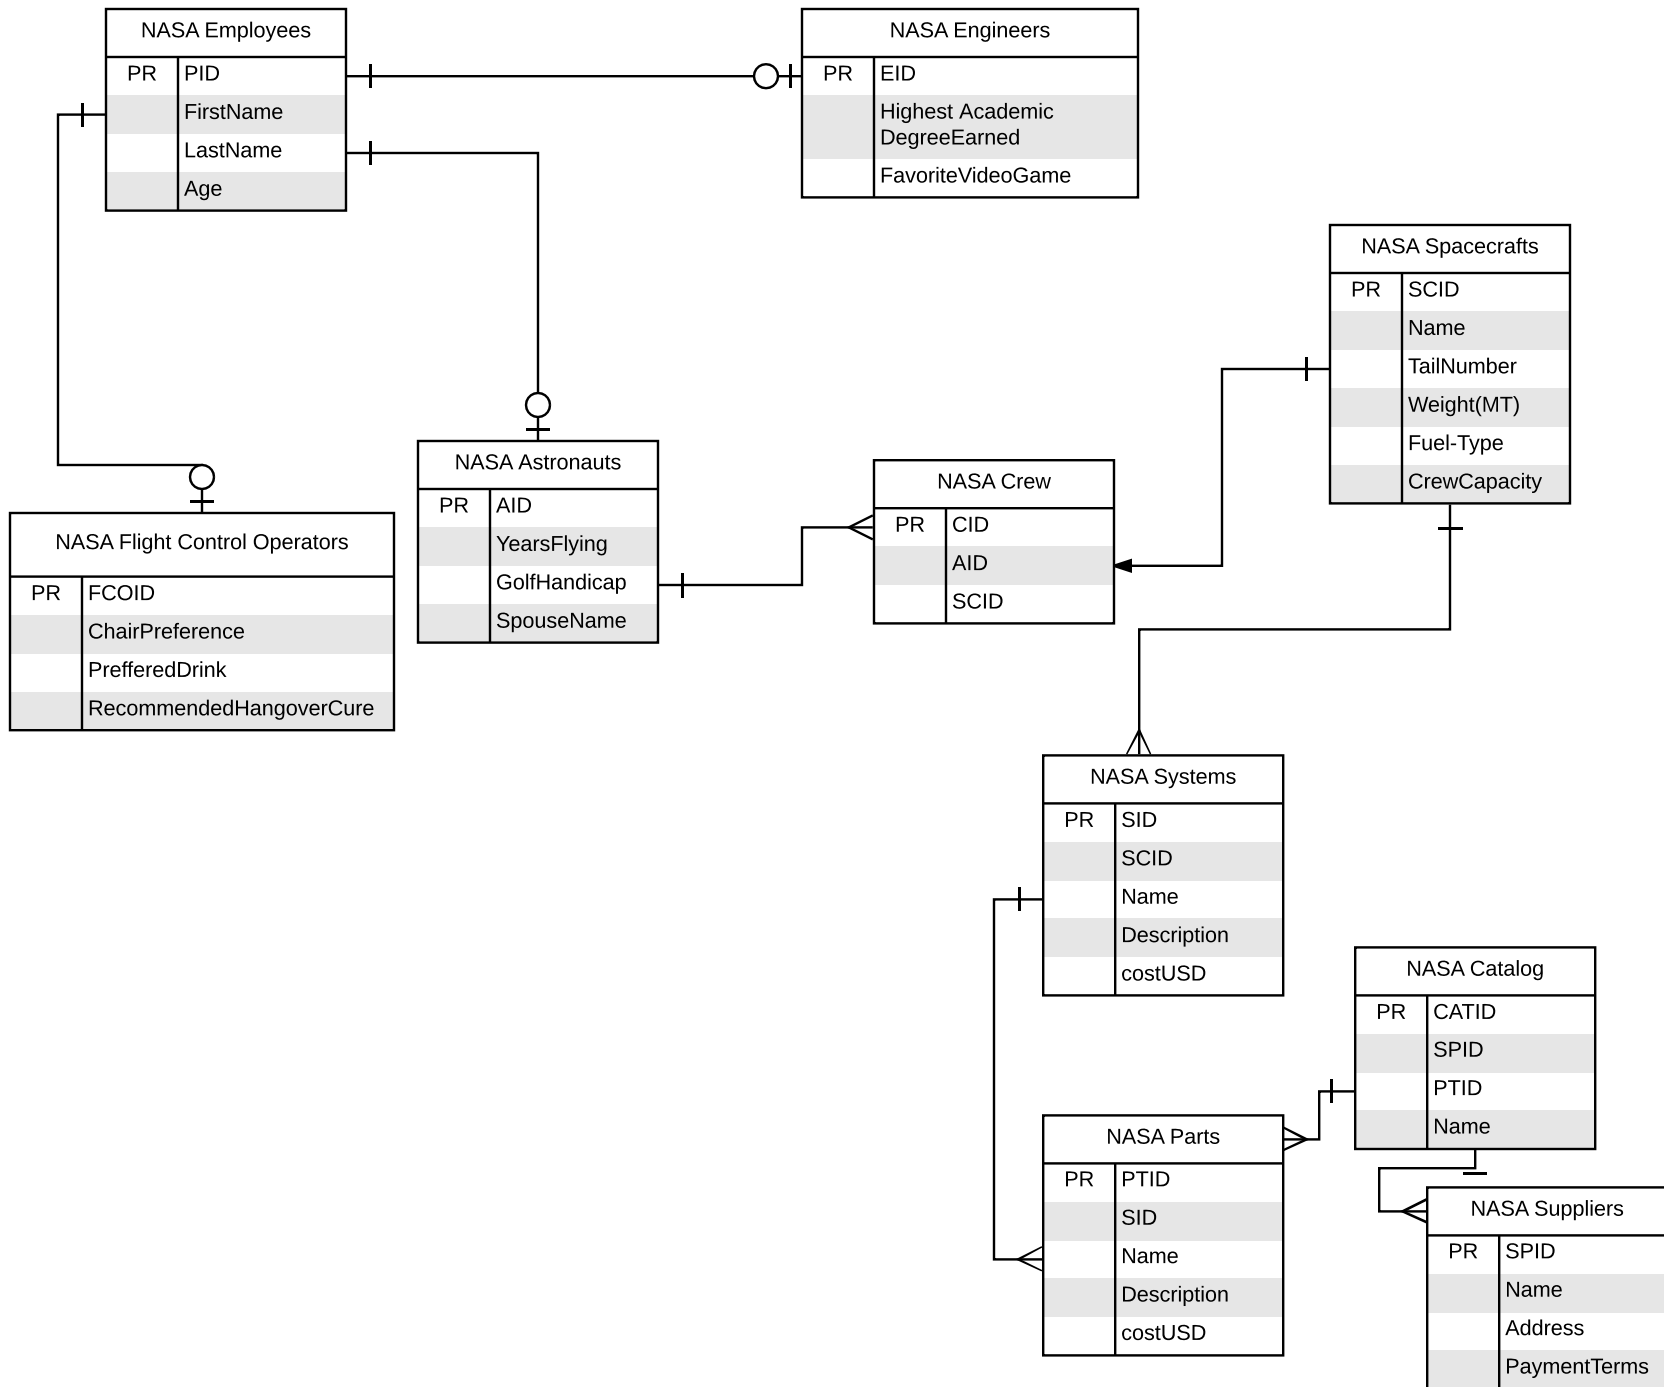 NASA Employees
PR PID
FirstName
LastName
Age
NASA Engineers
PR EID
Highest Academic
DegreeEarned
FavoriteVideoGame
NASA Spacecrafts
PR SCID
Name
TailNumber
Weight(MT)
Fuel-Type
CrewCapacity
NASA Flight Control Operators
PR FCOID
ChairPreference
PrefferedDrink
RecommendedHangoverCure
NASA Astronauts
PR AID
YearsFlying
GolfHandicap
SpouseName
NASA Crew
PR CID
AID
SCID
NASA Systems
PR SID
SCID
Name
Description
costUSD
NASA Catalog
PR CATID
SPID
PTID
Name
NASA Parts
PR PTID
SID
Name
Description
costUSD
NASA Suppliers
PR SPID
Name
Address
PaymentTerms